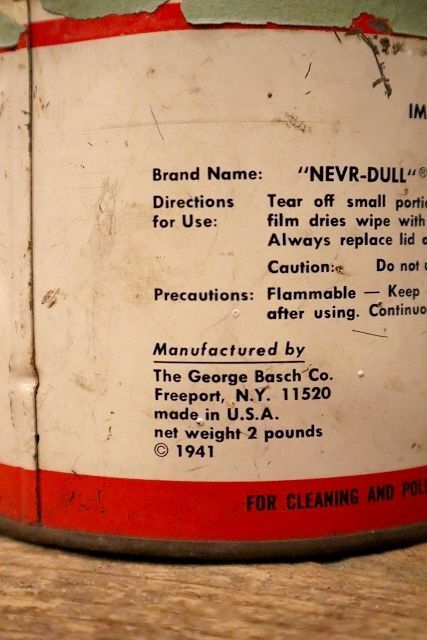 IM
Brand Name: "NEVR-DULL"®
Directions Tear off small porti
for Use: film dries wipe with
Always replace lid
Caution: Do not
Precautions: Flammable — Keep
after using. Continuo
Manufactured by
The George Basch Co.
Freeport, N.Y. 11520
made in U.S.A.
net weight 2 pounds
© 1941
FOR CLEANING AND POL